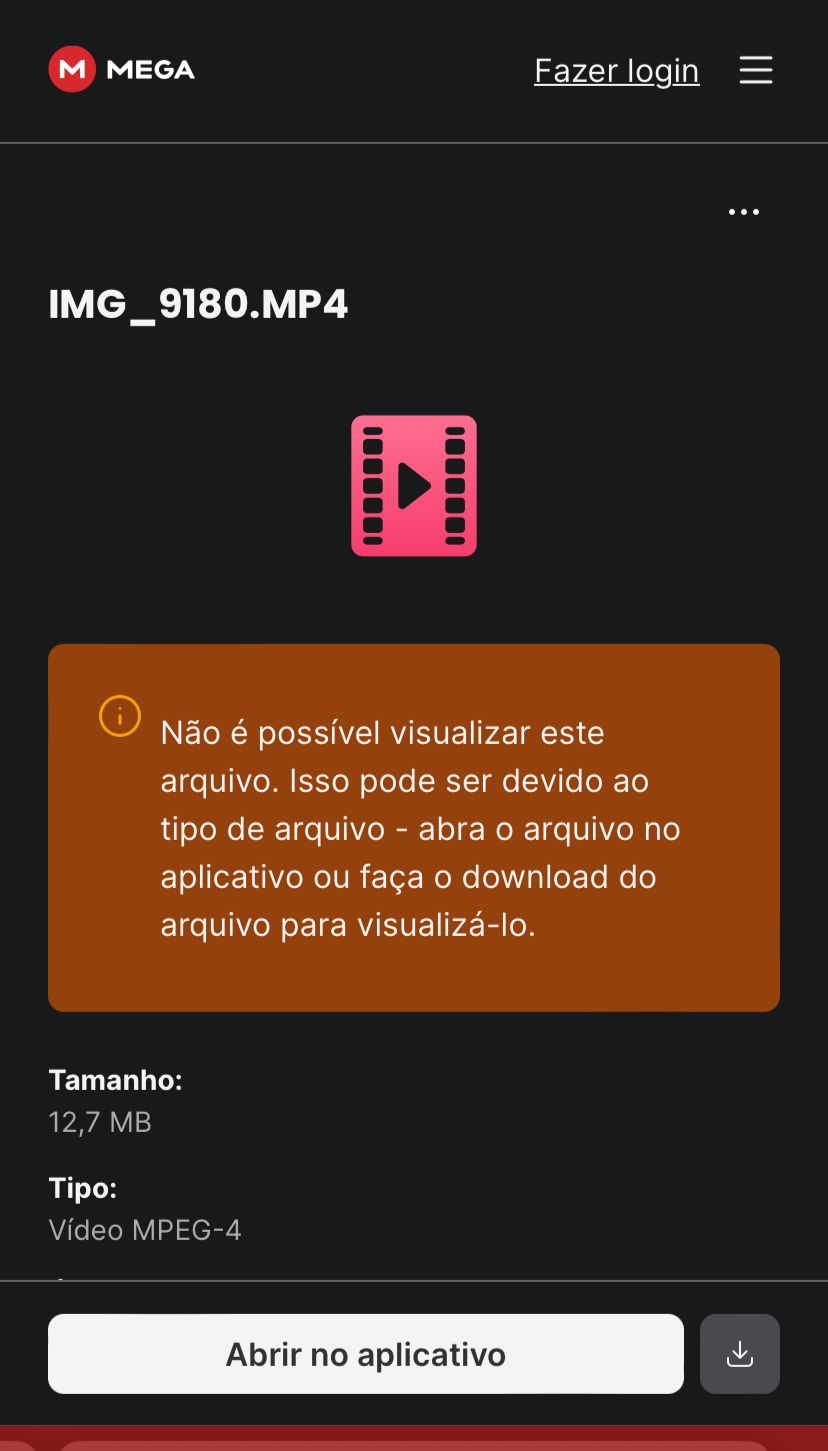 MEGA
Fazer login
IMG_9180.MP4
Não é possível visualizar este
arquivo. Isso pode ser devido ao
tipo de arquivo - abra o arquivo no
aplicativo ou faça o download do
arquivo para visualizá-lo.
Tamanho:
12,7 MB
Tipo:
Vídeo MPEG-4
Abrir no aplicativo